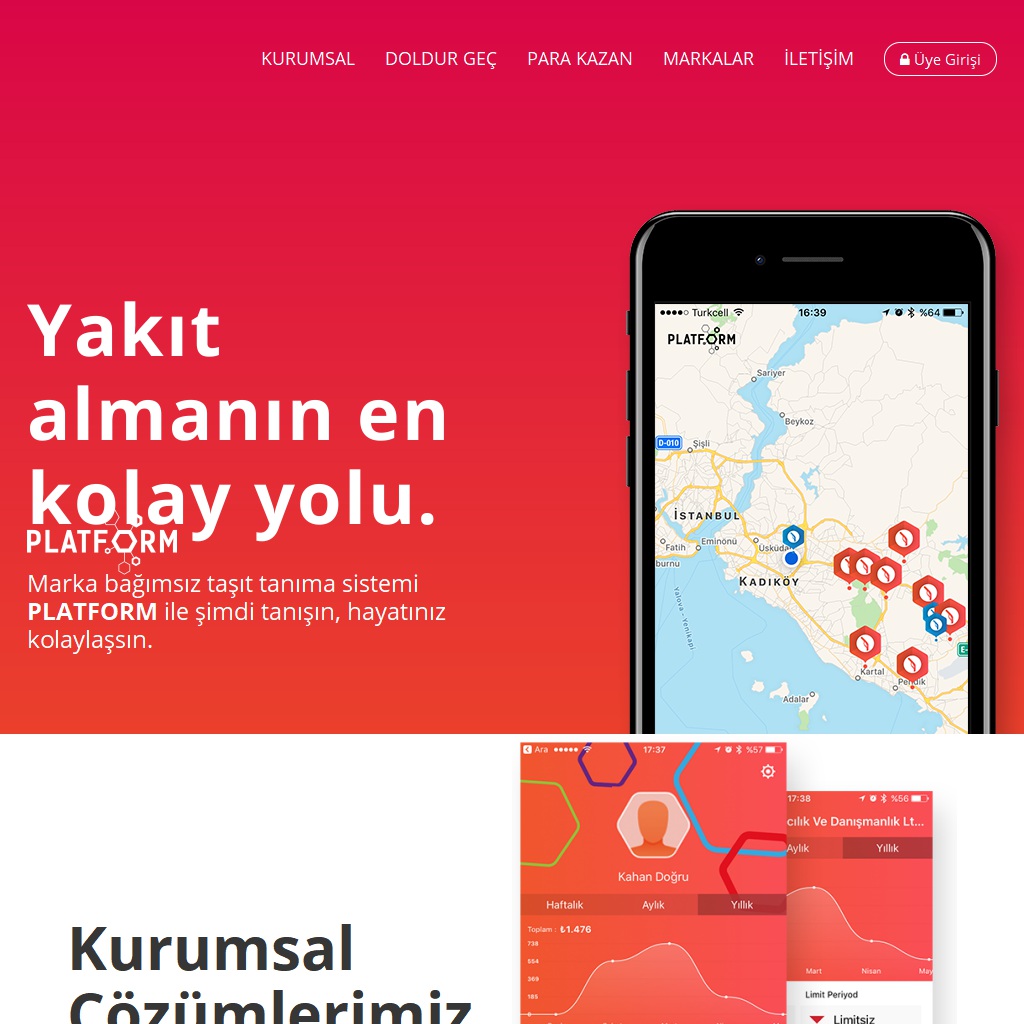 KURUMSAL DOLDUR GEÇ PARA KAZAN MARKALAR İLETİŞİM Üye Girişi
Yakıt
almanın en
kolay yolu.
PLATFORM
Marka bağımsız taşıt tanıma sistemi
PLATFORM ile şimdi tanışın, hayatınız
kolaylaşsın.
Turkcell 16:39 %64
PLATFORM
Sarıyer
Beykoz
D-010
Şişli
İSTANBUL
Fatih
Eminönü
Üsküdar
burnu
KADIKÖY
Yalova - Yenikapi
E-
Kartal
Pendik
Adalar
Ara 17:37 %57
Kahan Doğru
Haftalık Aylık Yıllık
Toplam : ₺1.476
738
554
369
185
0
17:38 %56
cılık Ve Danışmanlık Lt...
Aylık Yıllık
Mart Nisan May
Limit Periyod
Limitsiz
Kurumsal
Çözümlerimiz